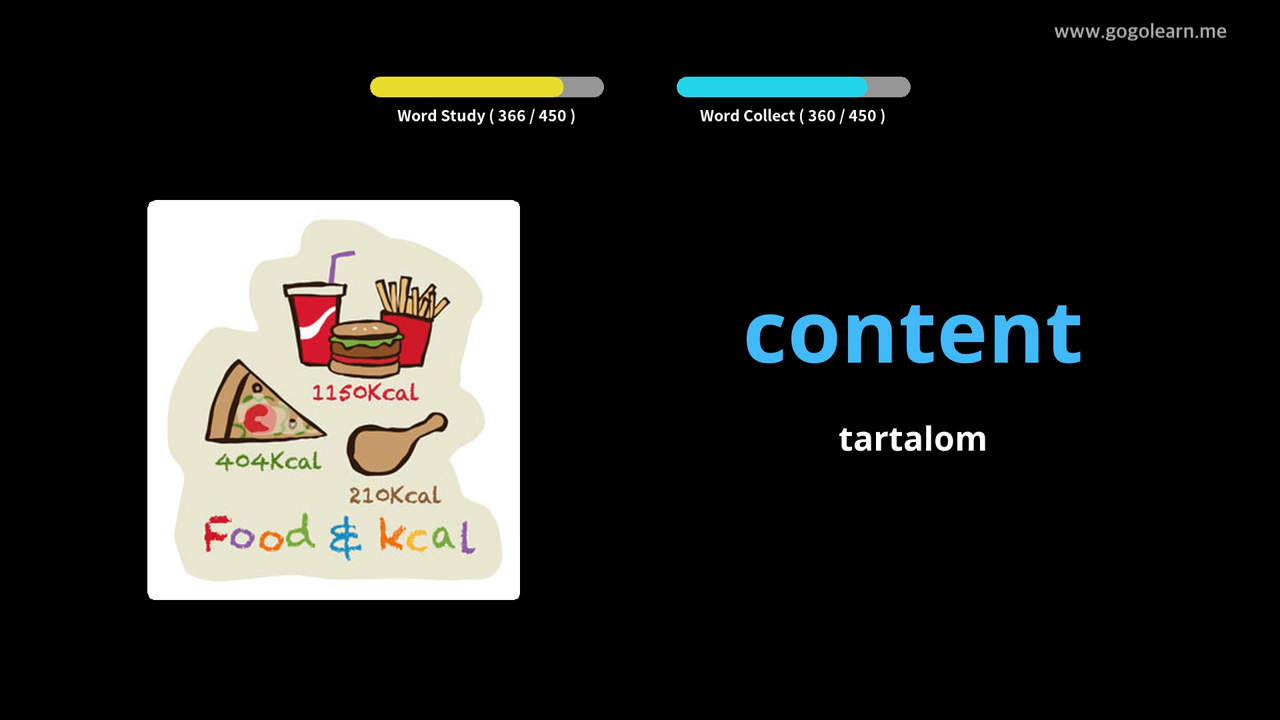 www.gogolearn.me
Word Study ( 366 / 450 )
Word Collect ( 360 / 450 )
1150Kcal
404Kcal
210Kcal
Food & kcal
content
tartalom